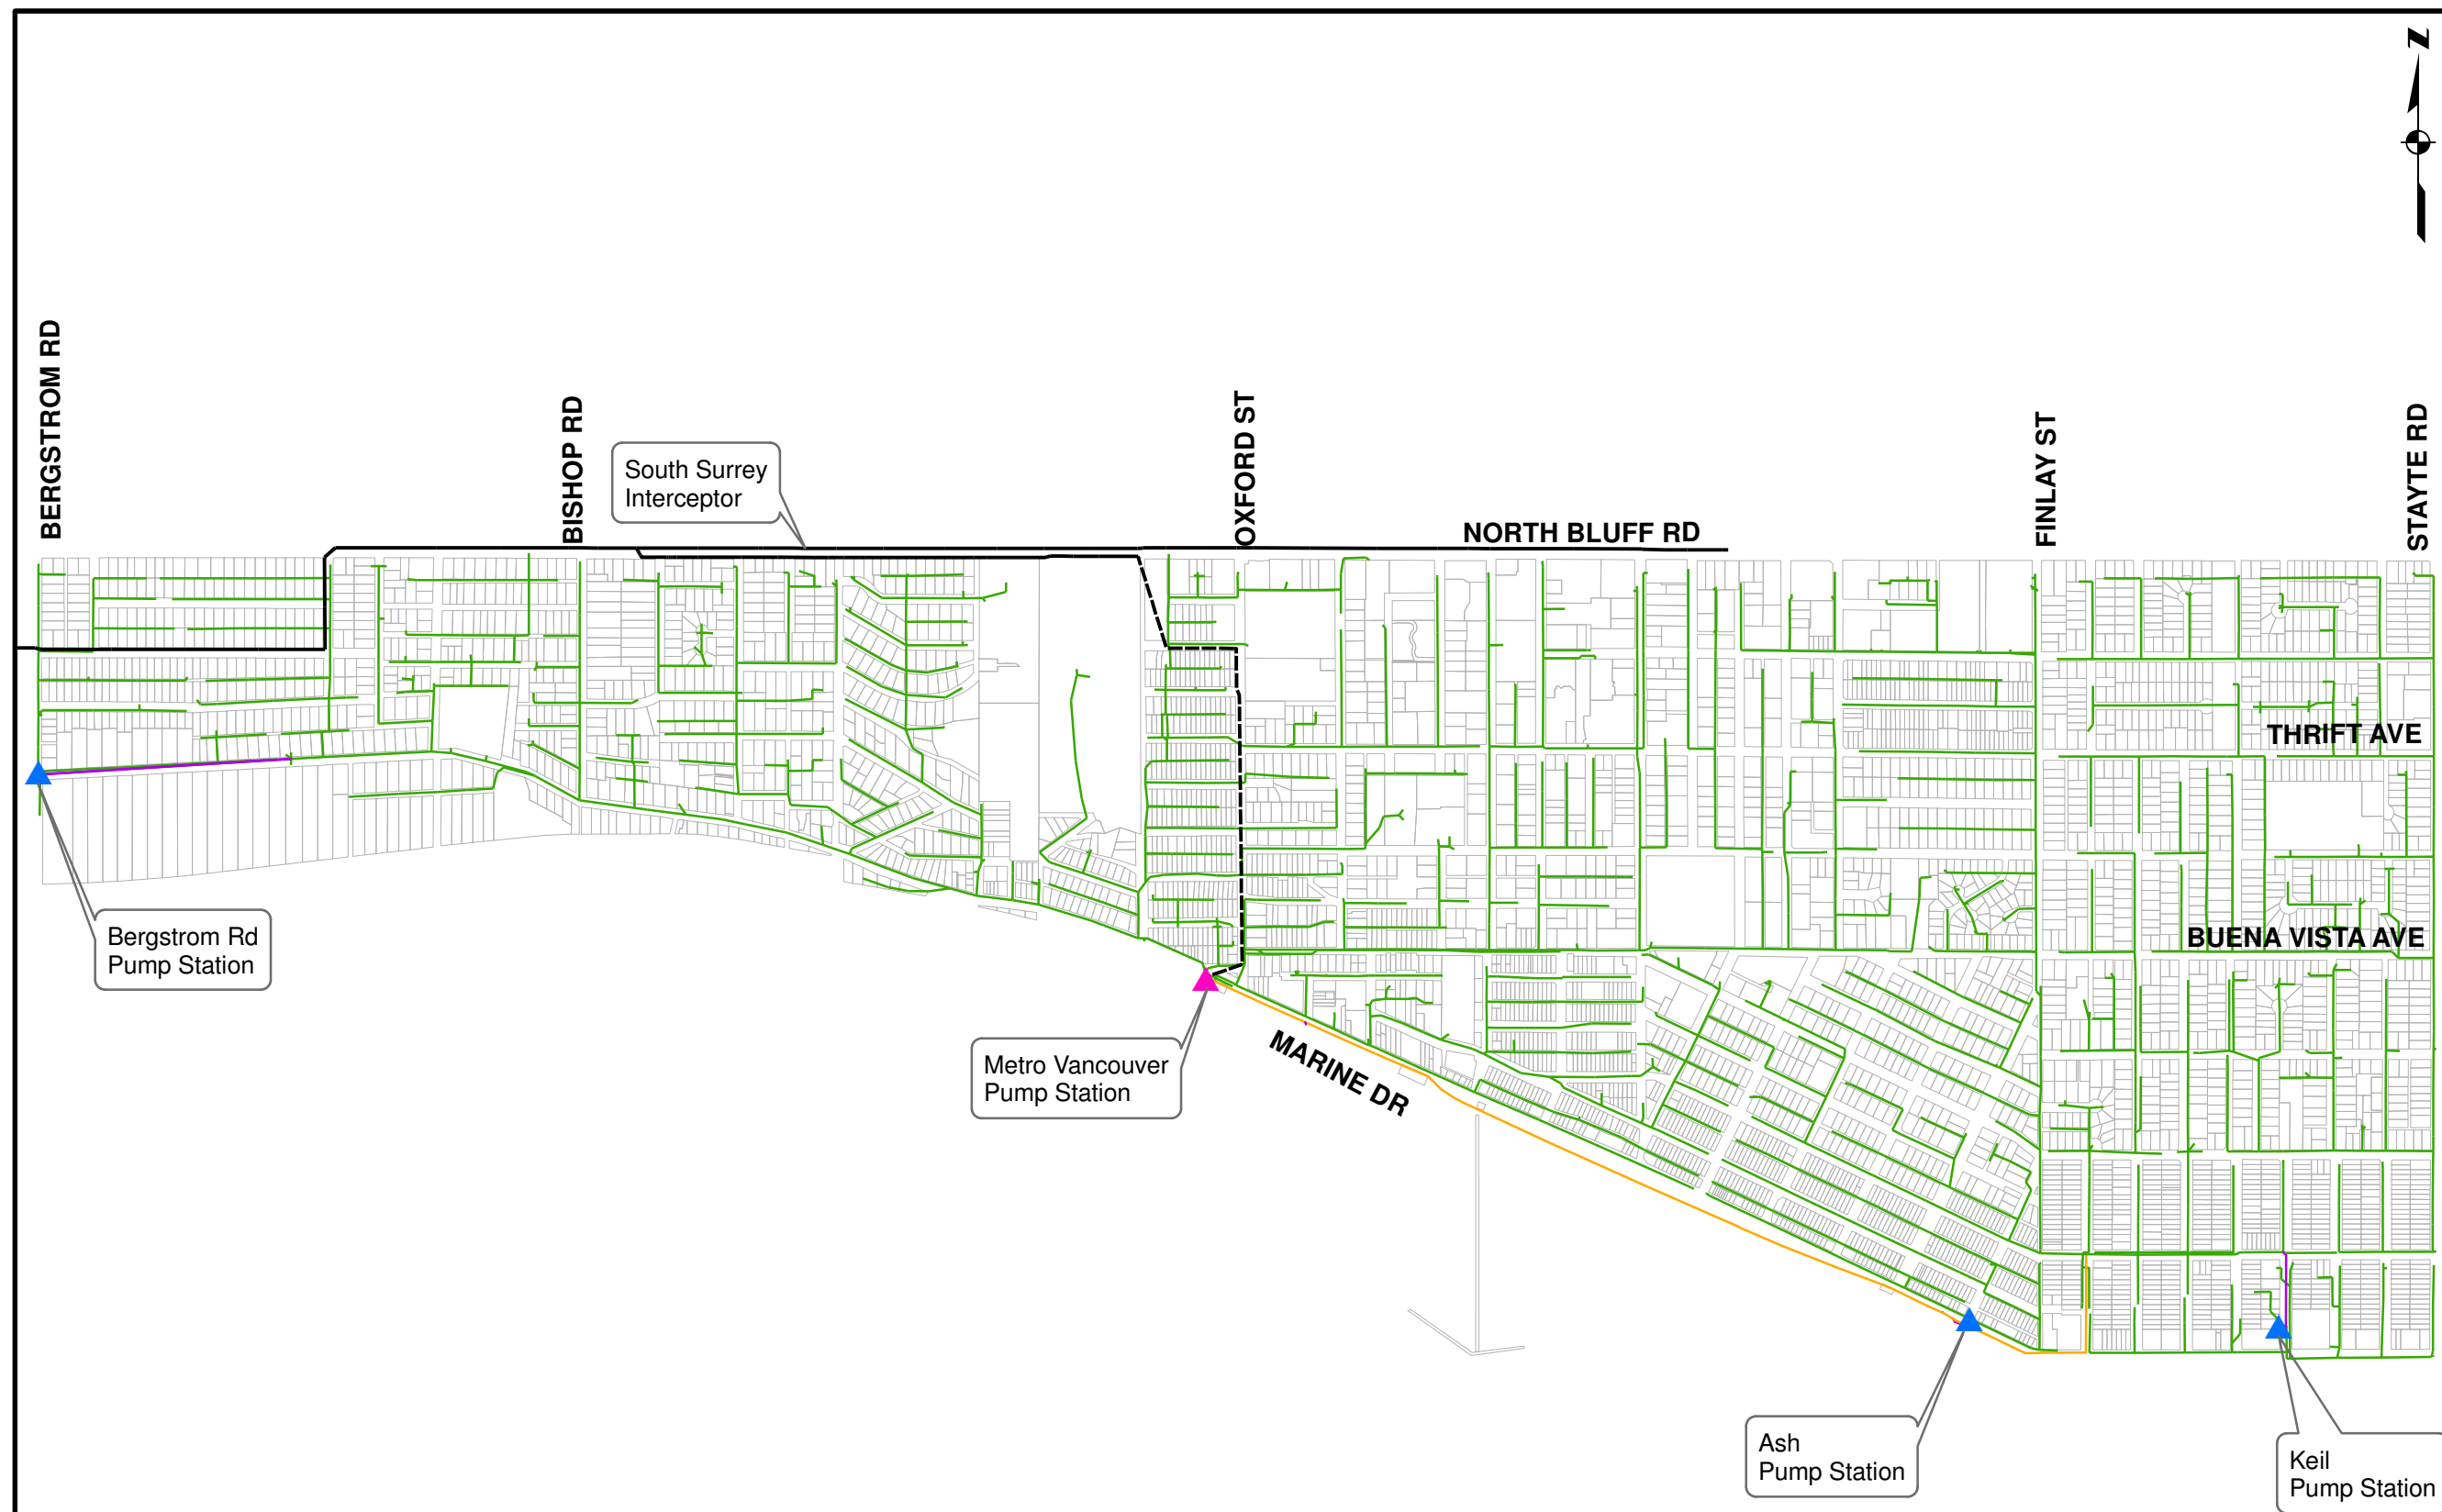 N
BERGSTROM RD
BISHOP RD
South Surrey
Interceptor
OXFORD ST
NORTH BLUFF RD
FINLAY ST
STAYTE RD
THRIFT AVE
BUENA VISTA AVE
Bergstrom Rd
Pump Station
Metro Vancouver
Pump Station
MARINE DR
Ash
Pump Station
Keil
Pump Station